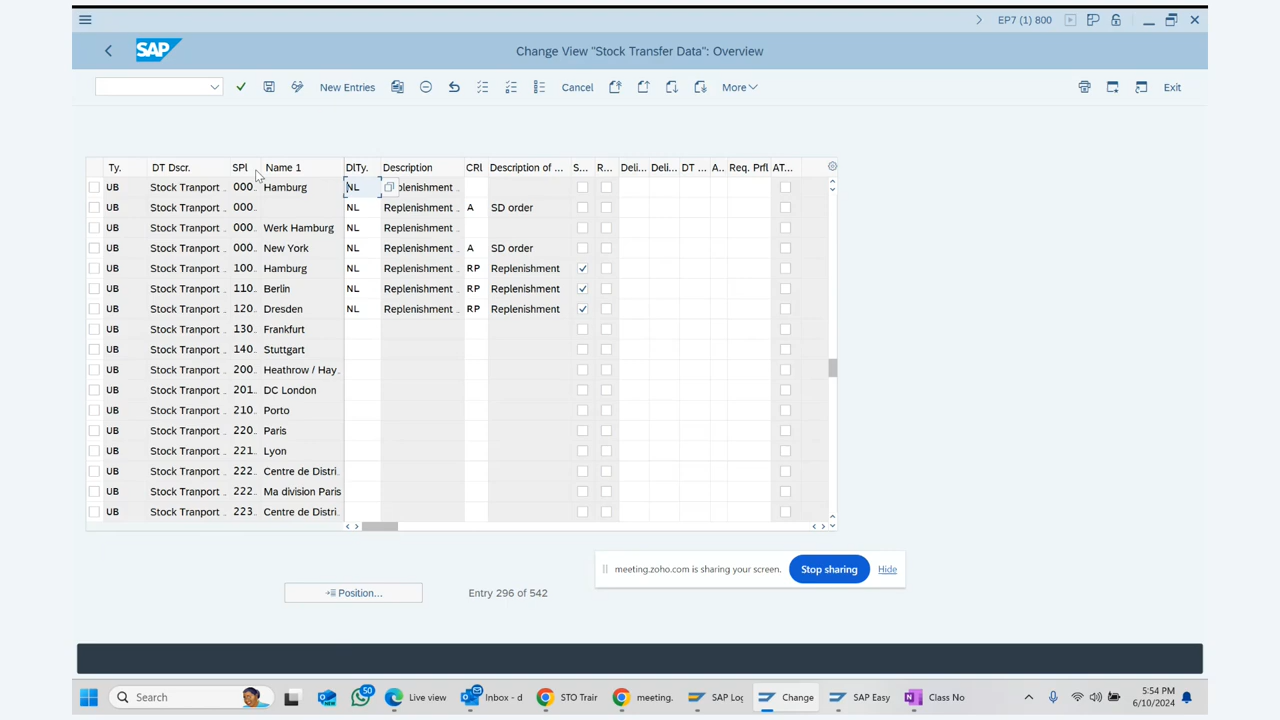 EP7 (1) 800
SAP Change View "Stock Transfer Data": Overview
New Entries Cancel More Exit
Ty. DT Dscr. SPl Name 1 DlTy. Description CRl Description of ... S... R... Deli... Deli... DT ... A.. Req. Prfl AT...
UB Stock Tranport .. 000. Hamburg NL plenishment ..
UB Stock Tranport .. 000.. NL Replenishment .. A SD order
UB Stock Tranport .. 000.. Werk Hamburg NL Replenishment ..
UB Stock Tranport .. 000.. New York NL Replenishment .. A SD order
UB Stock Tranport .. 100.. Hamburg NL Replenishment .. RP Replenishment
UB Stock Tranport .. 110.. Berlin NL Replenishment .. RP Replenishment
UB Stock Tranport .. 120.. Dresden NL Replenishment .. RP Replenishment
UB Stock Tranport .. 130.. Frankfurt
UB Stock Tranport .. 140.. Stuttgart
UB Stock Tranport .. 200.. Heathrow / Hay..
UB Stock Tranport .. 201.. DC London
UB Stock Tranport .. 210.. Porto
UB Stock Tranport .. 220.. Paris
UB Stock Tranport .. 221.. Lyon
UB Stock Tranport .. 222.. Centre de Distri..
UB Stock Tranport .. 222.. Ma division Paris
UB Stock Tranport .. 223.. Centre de Distri..
meeting.zoho.com is sharing your screen. Stop sharing Hide
Position... Entry 296 of 542
Search 50 Live view Inbox - d STO Trair meeting. SAP Log Change SAP Easy Class No 5:54 PM
6/10/2024